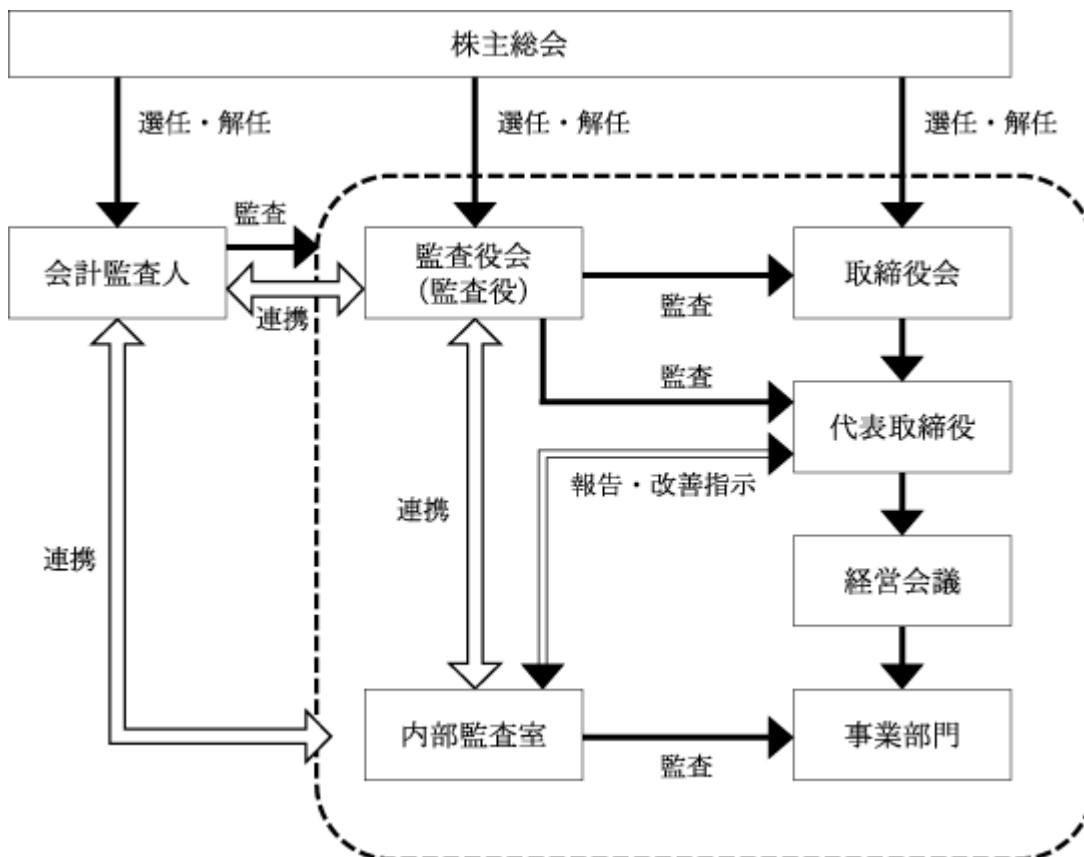 株主総会
選任・解任
選任・解任
選任・解任
監査
会計監査人
監査役会
(監査役)
取締役会
連携
監査
監査
代表取締役
報告・改善指示
連携
連携
経営会議
内部監査室
事業部門
監査